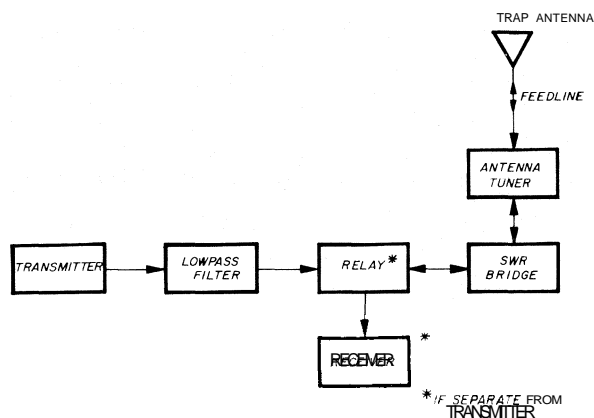 TRAP ANTENNA
FEEDLINE
ANTENNA
TUNER
TRANSMITTER
LOWPASS
FILTER
RELAY*
SWR
BRIDGE
RECEIVER
*
*IF SEPARATE FROM
TRANSMITTER